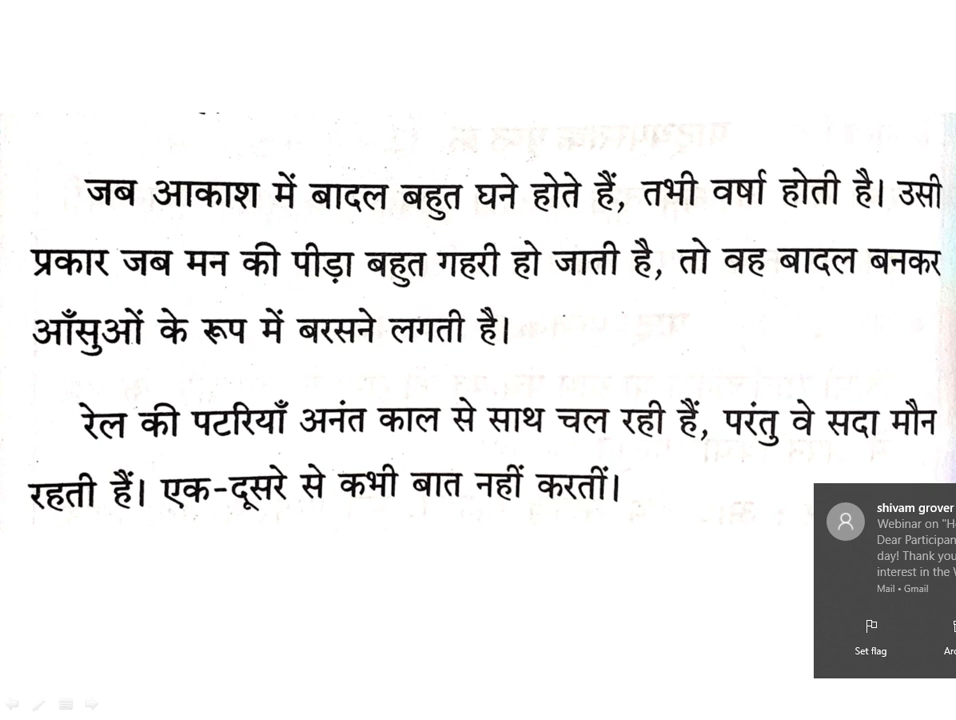 जब आकाश में बादल बहुत घने होते हैं, तभी वर्षा होती है। उसी
प्रकार जब मन की पीड़ा बहुत गहरी हो जाती है, तो वह बादल बनकर
आँसुओं के रूप में बरसने लगती है।
रेल की पटरियाँ अनंत काल से साथ चल रही हैं, परंतु वे सदा मौन
रहती हैं। एक-दूसरे से कभी बात नहीं करतीं।
shivam grover
Webinar on "H
Dear Participan
day! Thank you
interest in the
Mail • Gmail
Set flag